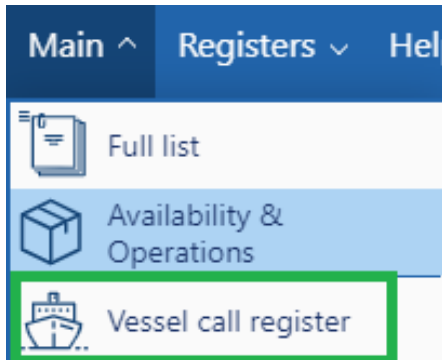 Main Registers Hel
Full list
Availability &
Operations
Vessel call register